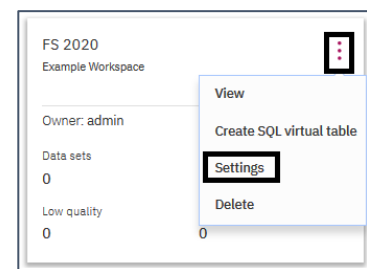 FS 2020
Example Workspace
View
Owner: admin
Create SQL virtual table
Data sets
0
Settings
Low quality
Delete
0
0